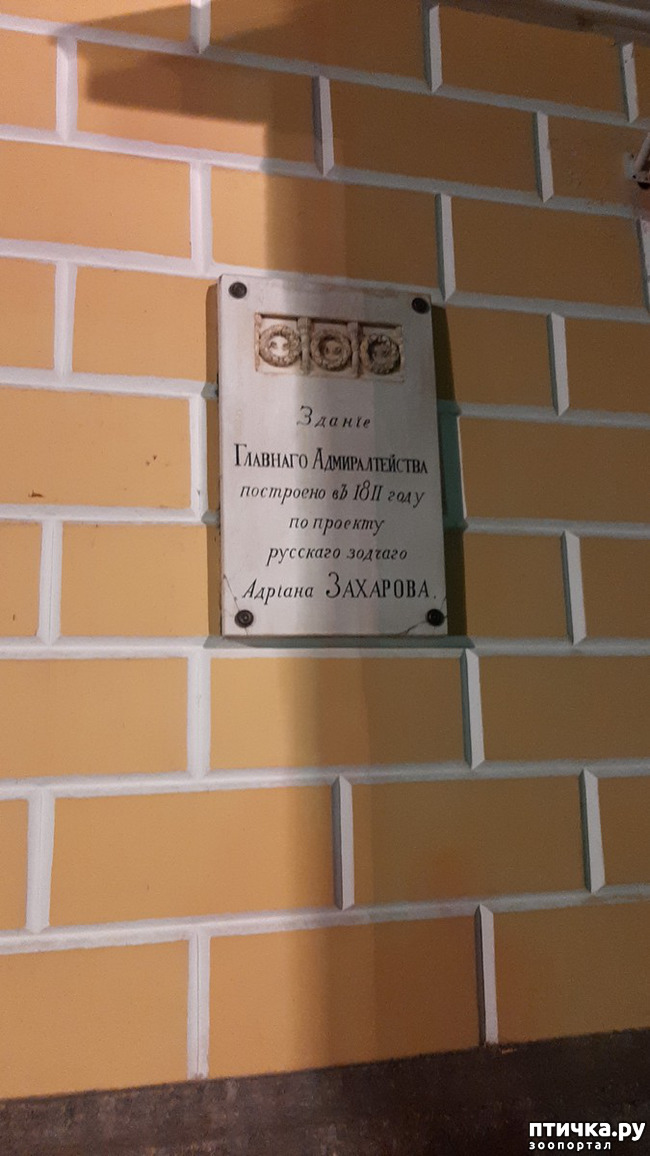 Зданіе
ГЛАВНАГО АДМИРАЛТЕЙСТВА
построено въ 1811 году
по проекту
русскаго зодчаго
Адріана ЗАХАРОВА.
птичка.ру
зоопортал